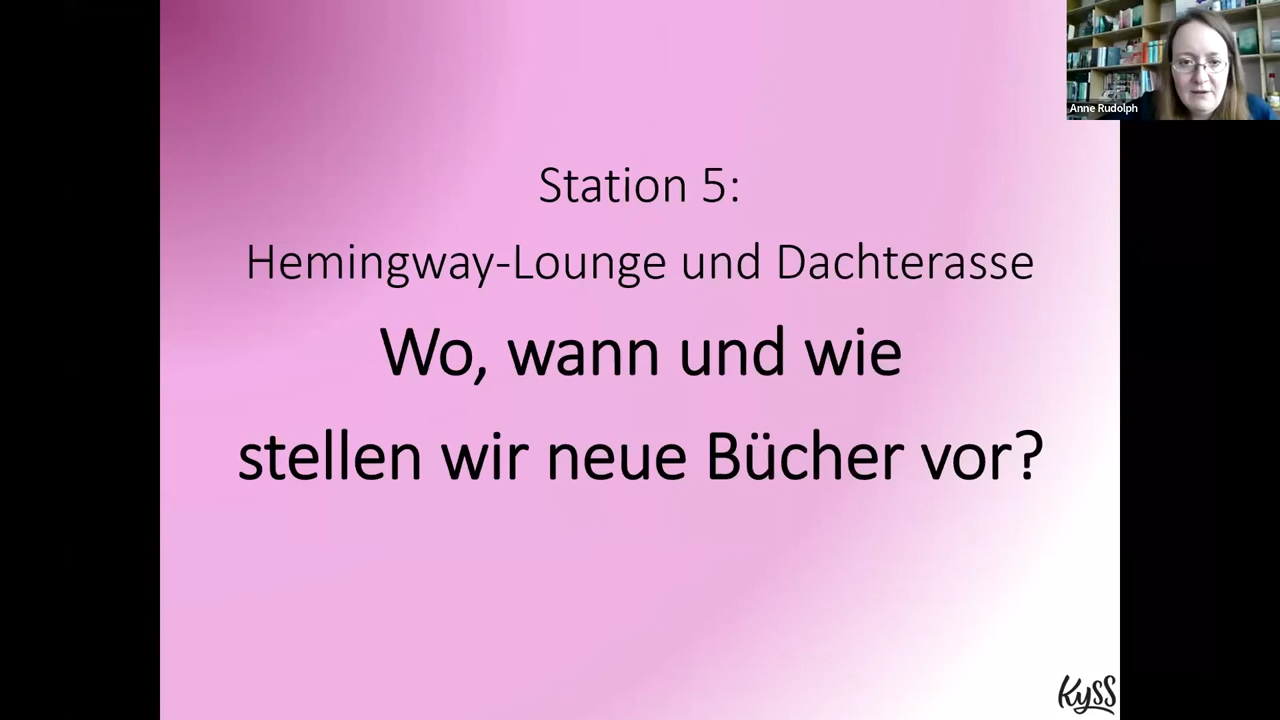 Anne Rudolph
Station 5:
Hemingway-Lounge und Dachterasse
Wo, wann und wie
stellen wir neue Bücher vor?
Kyss